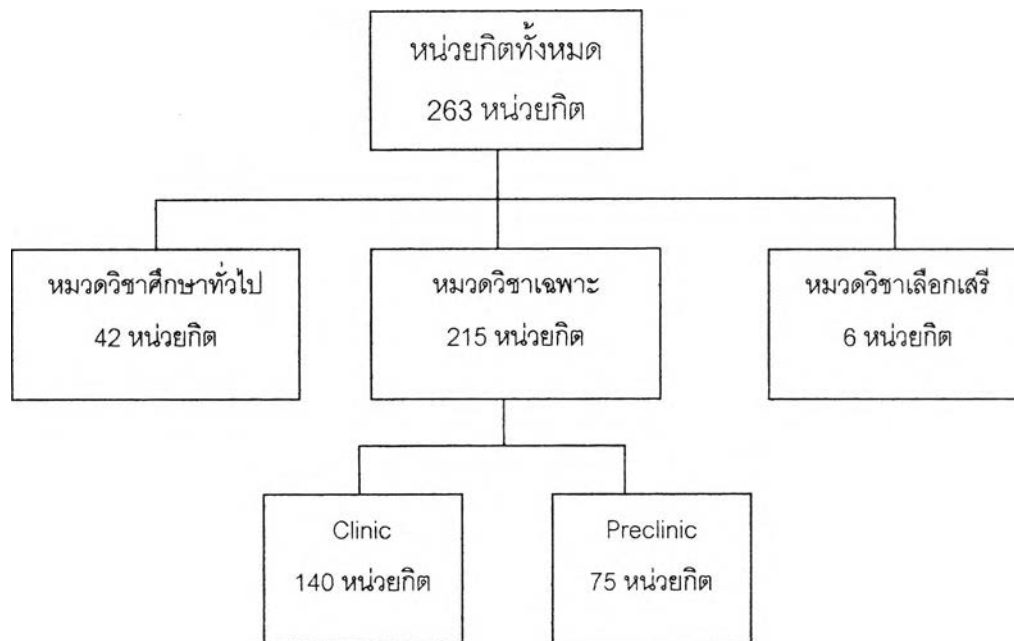 หน่วยกิตทั้งหมด
263 หน่วยกิต
หมวดวิชาศึกษาทั่วไป
42 หน่วยกิต
หมวดวิชาเฉพาะ
215 หน่วยกิต
หมวดวิชาเลือกเสรี
6 หน่วยกิต
Clinic
140 หน่วยกิต
Preclinic
75 หน่วยกิต